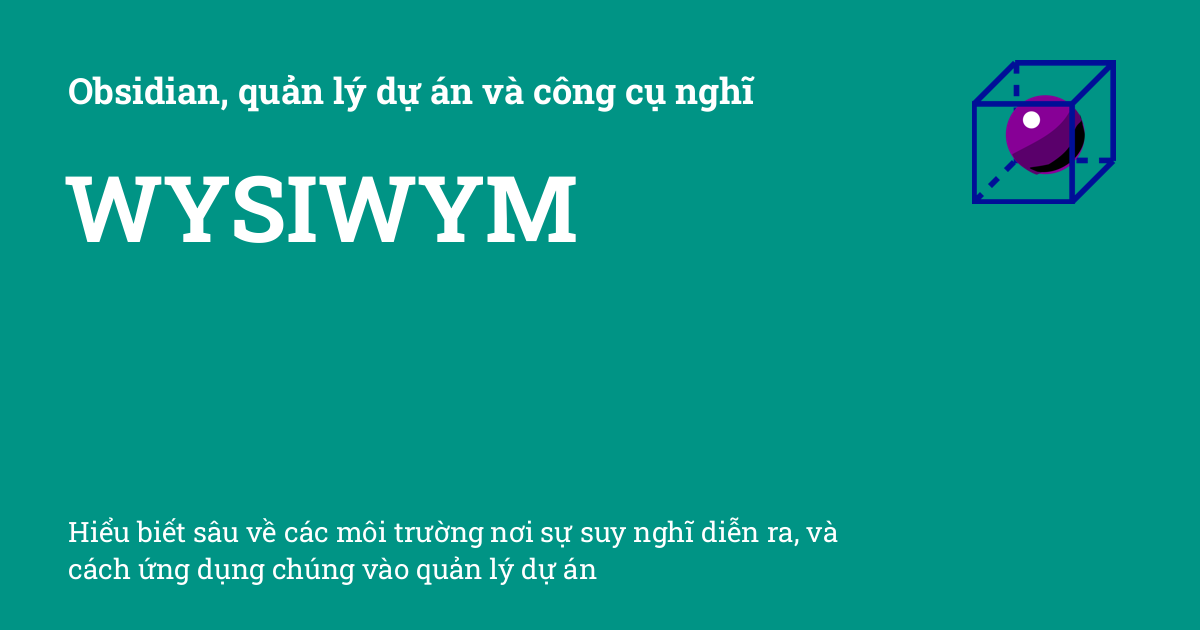 Obsidian, quản lý dự án và công cụ nghĩ
WYSIWYM
Hiểu biết sâu về các môi trường nơi sự suy nghĩ diễn ra, và
cách ứng dụng chúng vào quản lý dự án